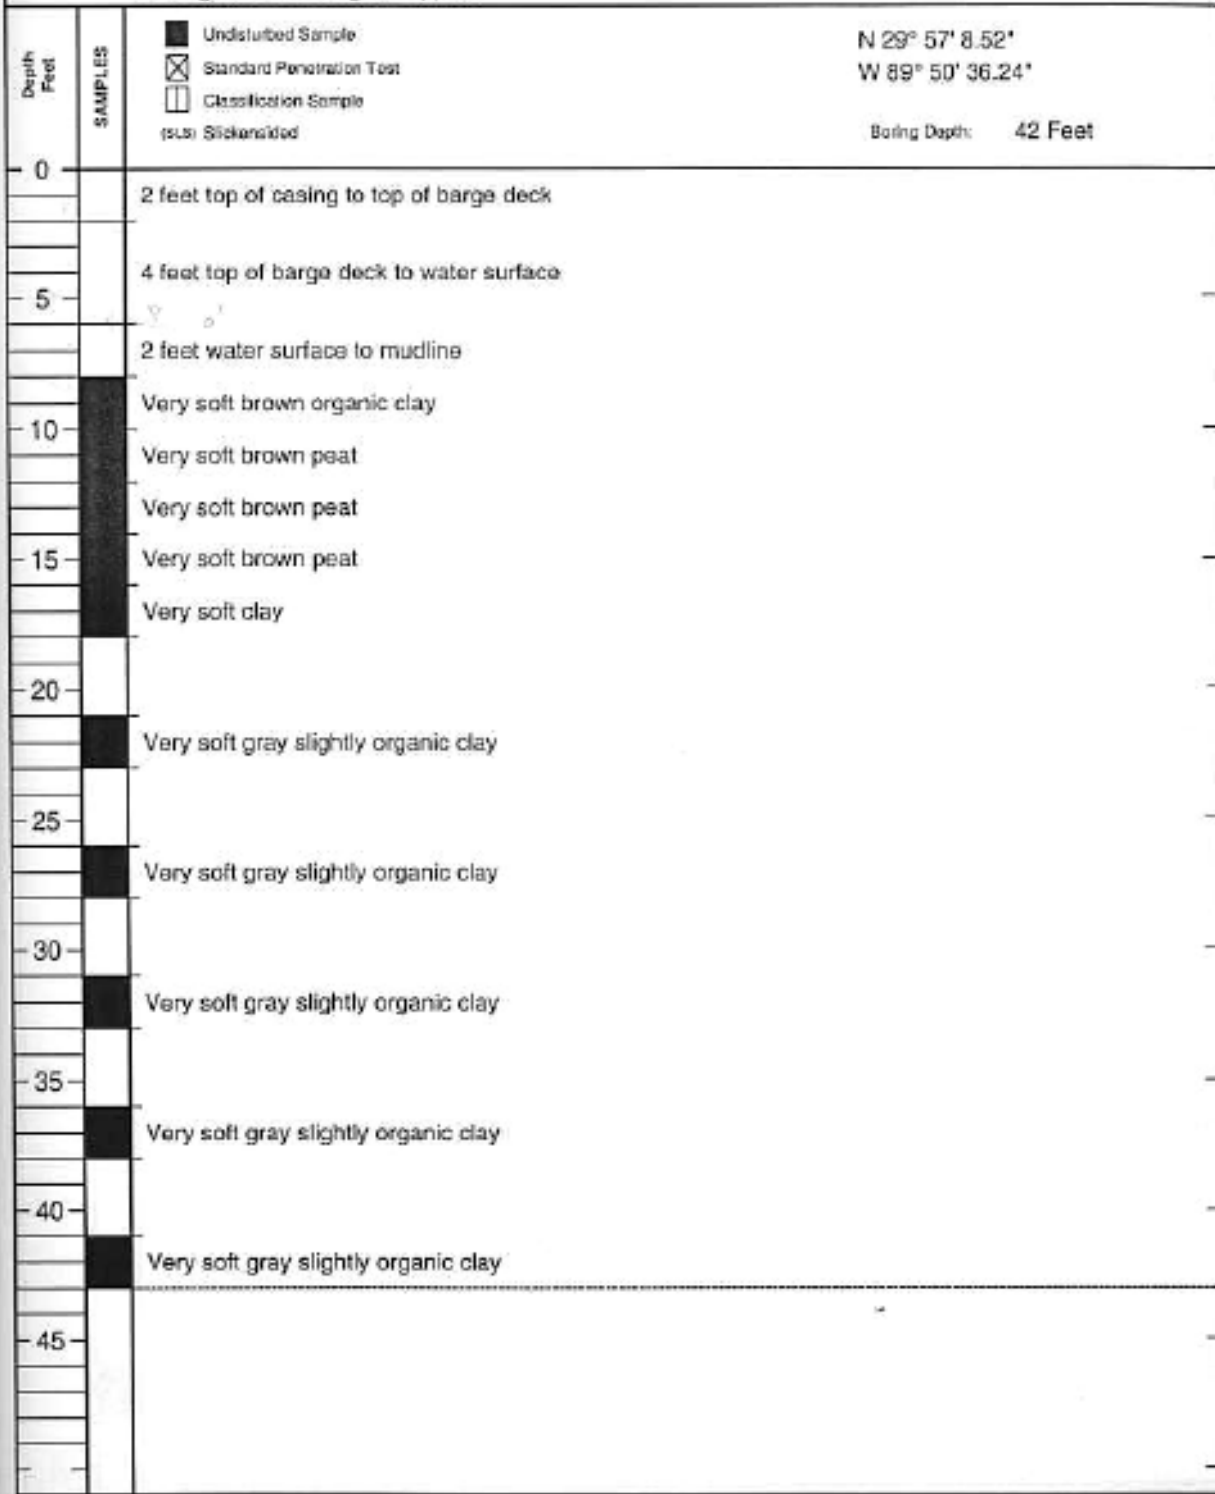 Depth
Feet
SAMPLES
Undisturbed Sample
Standard Penetration Test
Classification Sample
(SLS) Slickensided
N 29° 57' 8.52"
W 89° 50' 36.24"
Boring Depth: 42 Feet
0
2 feet top of casing to top of barge deck
4 feet top of barge deck to water surface
5
2 feet water surface to mudline
Very soft brown organic clay
10
Very soft brown peat
Very soft brown peat
15
Very soft brown peat
Very soft clay
20
Very soft gray slightly organic clay
25
Very soft gray slightly organic clay
30
Very soft gray slightly organic clay
35
Very soft gray slightly organic clay
40
Very soft gray slightly organic clay
45